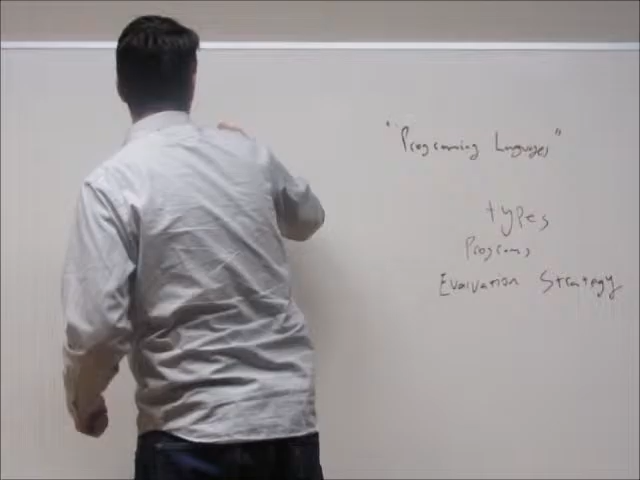 "Programming Languages"
types
Programs
Evaluation Strategy